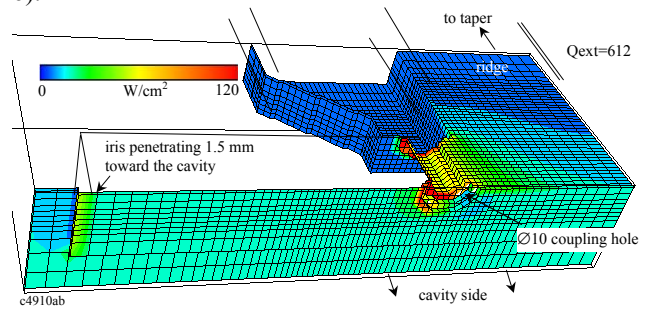 to taper
Qext=612
ridge
0
W/cm²
120
iris penetrating 1.5 mm
toward the cavity
∅10 coupling hole
cavity side
c4910ab